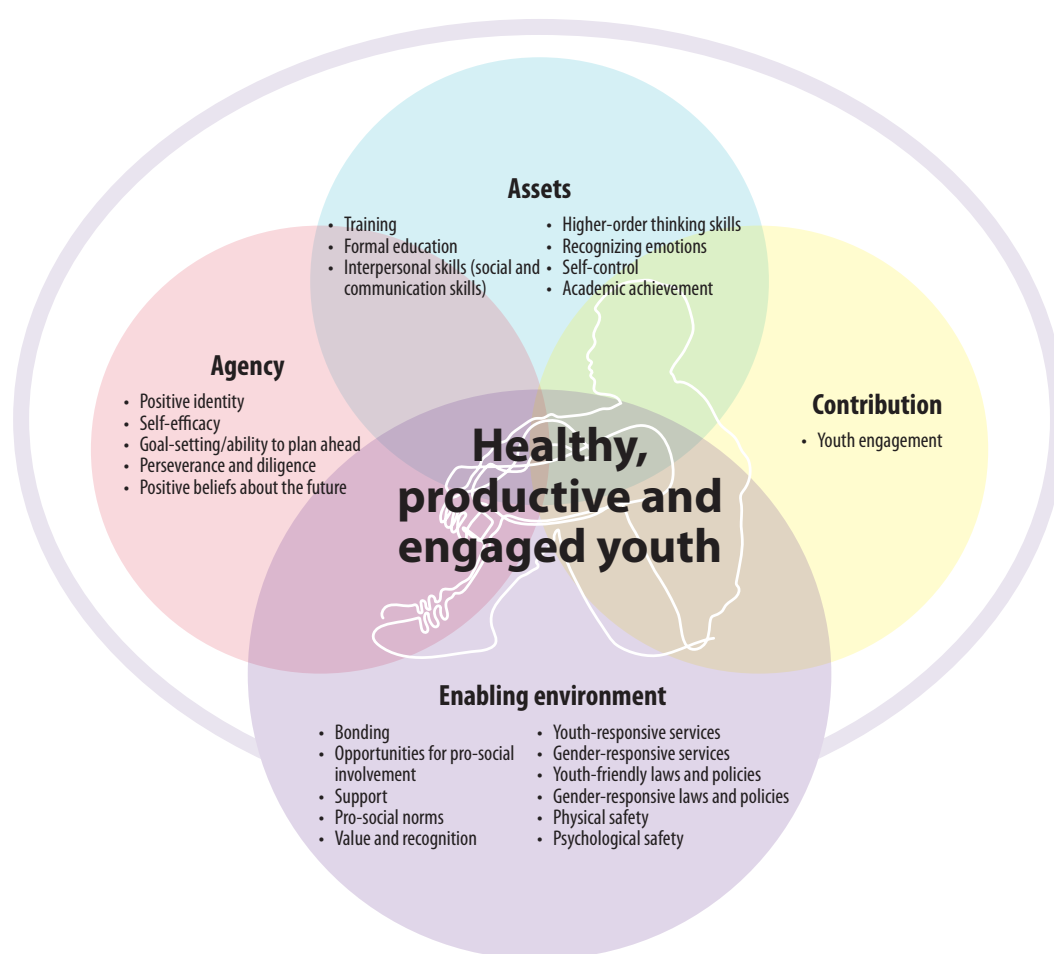 Assets
• Training
• Formal education
• Interpersonal skills (social and
communication skills)
• Higher-order thinking skills
• Recognizing emotions
• Self-control
• Academic achievement
Agency
• Positive identity
• Self-efficacy
• Goal-setting/ability to plan ahead
• Perseverance and diligence
• Positive beliefs about the future
Contribution
• Youth engagement
Healthy,
productive and
engaged youth
Enabling environment
• Bonding
• Opportunities for pro-social
involvement
• Support
• Pro-social norms
• Value and recognition
• Youth-responsive services
• Gender-responsive services
• Youth-friendly laws and policies
• Gender-responsive laws and policies
• Physical safety
• Psychological safety